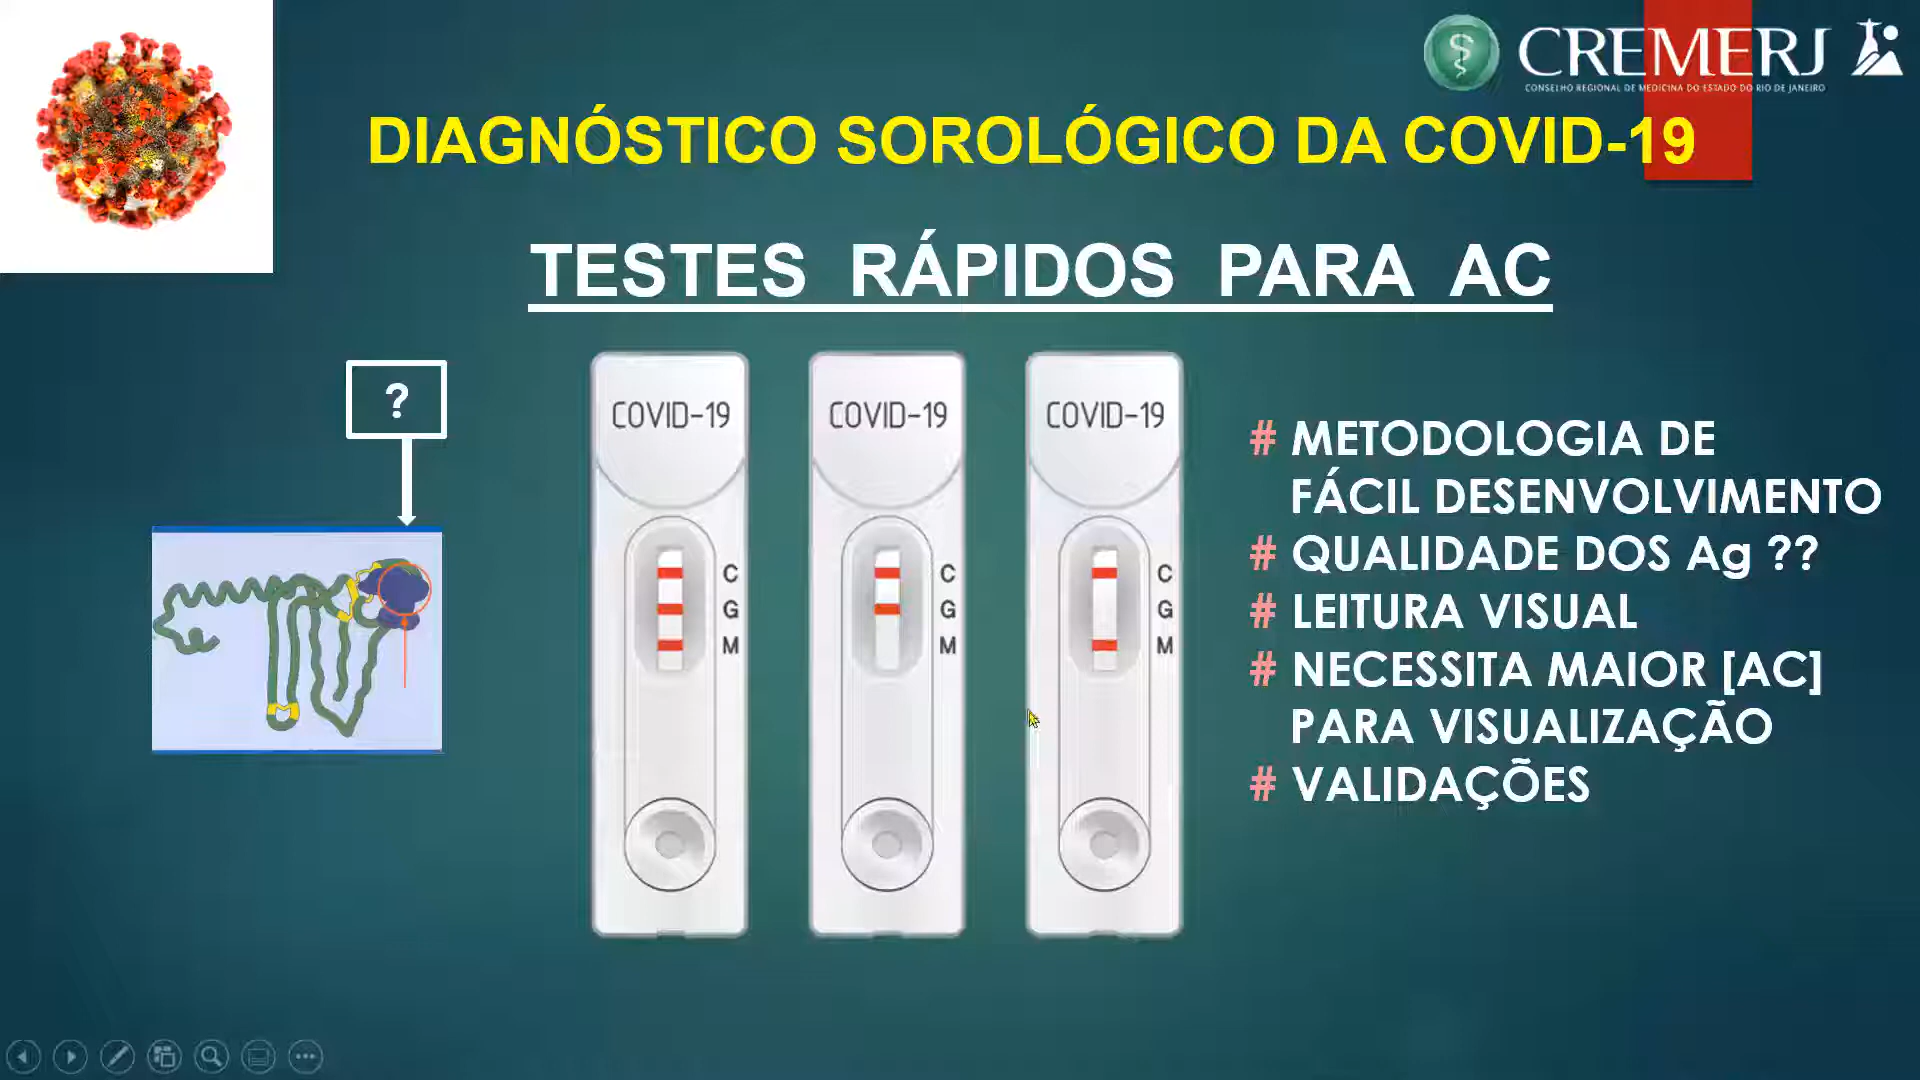 CREMERJ
CONSELHO REGIONAL DE MEDICINA DO ESTADO DO RIO DE JANEIRO
DIAGNÓSTICO SOROLÓGICO DA COVID-19
TESTES RÁPIDOS PARA AC
?
COVID-19
C
G
M
COVID-19
C
G
M
COVID-19
C
G
M
# METODOLOGIA DE
FÁCIL DESENVOLVIMENTO
# QUALIDADE DOS Ag ??
# LEITURA VISUAL
# NECESSITA MAIOR [AC]
PARA VISUALIZAÇÃO
# VALIDAÇÕES